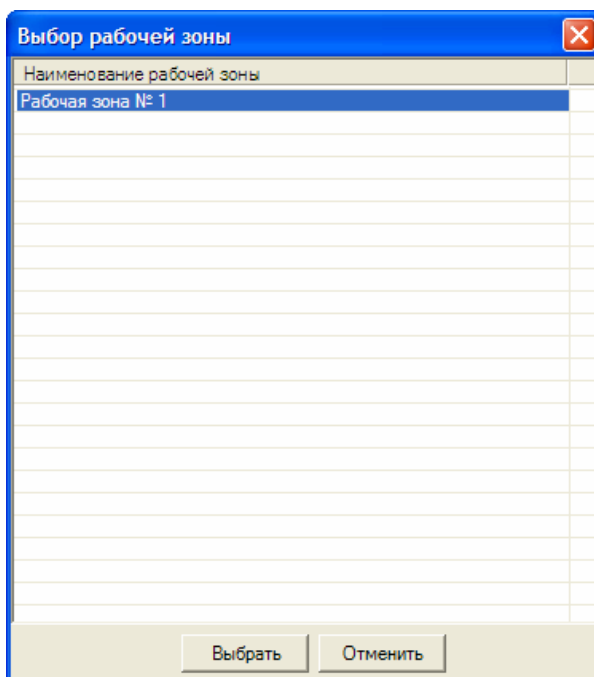 Выбор рабочей зоны
Наименование рабочей зоны
Рабочая зона № 1
Выбрать Отменить